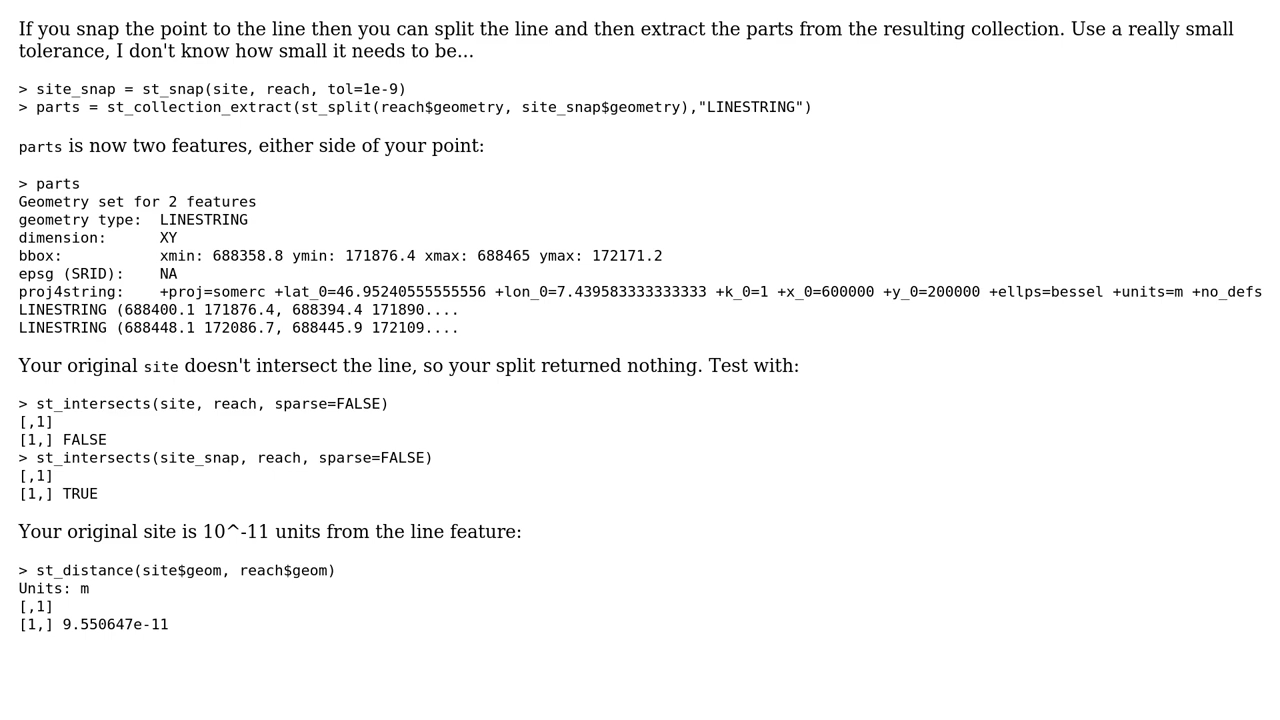 If you snap the point to the line then you can split the line and then extract the parts from the resulting collection. Use a really small
tolerance, I don't know how small it needs to be...
> site_snap = st_snap(site, reach, tol=1e-9)
> parts = st_collection_extract(st_split(reach$geometry, site_snap$geometry),"LINESTRING")
parts is now two features, either side of your point:
> parts
Geometry set for 2 features
geometry type:  LINESTRING
dimension:      XY
bbox:           xmin: 688358.8 ymin: 171876.4 xmax: 688465 ymax: 172171.2
epsg (SRID):    NA
proj4string:    +proj=somerc +lat_0=46.95240555555556 +lon_0=7.439583333333333 +k_0=1 +x_0=600000 +y_0=200000 +ellps=bessel +units=m +no_defs
LINESTRING (688400.1 171876.4, 688394.4 171890....
LINESTRING (688448.1 172086.7, 688445.9 172109....
Your original site doesn't intersect the line, so your split returned nothing. Test with:
> st_intersects(site, reach, sparse=FALSE)
[,1]
[1,] FALSE
> st_intersects(site_snap, reach, sparse=FALSE)
[,1]
[1,] TRUE
Your original site is 10^-11 units from the line feature:
> st_distance(site$geom, reach$geom)
Units: m
[,1]
[1,] 9.550647e-11